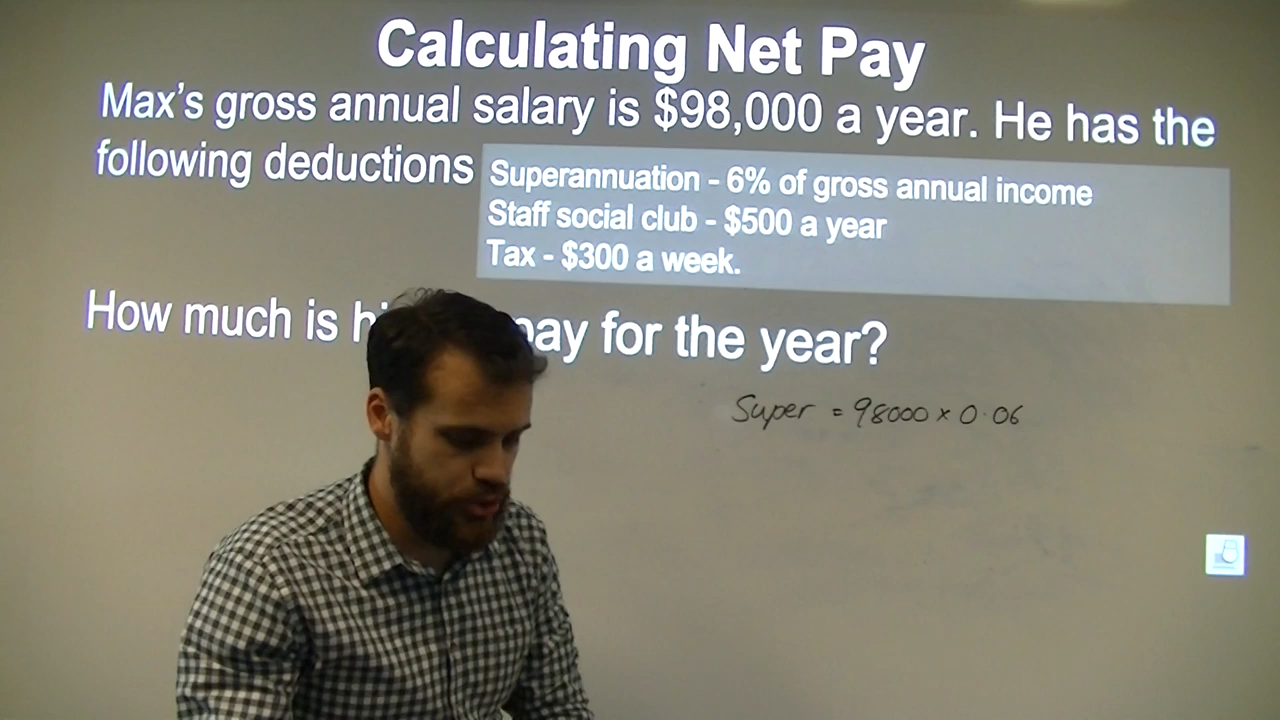 Calculating Net Pay
Max's gross annual salary is $98,000 a year. He has the
following deductions
Superannuation - 6% of gross annual income
Staff social club - $500 a year
Tax - $300 a week.
How much is pay for the year?
Super = 98000 × 0.06